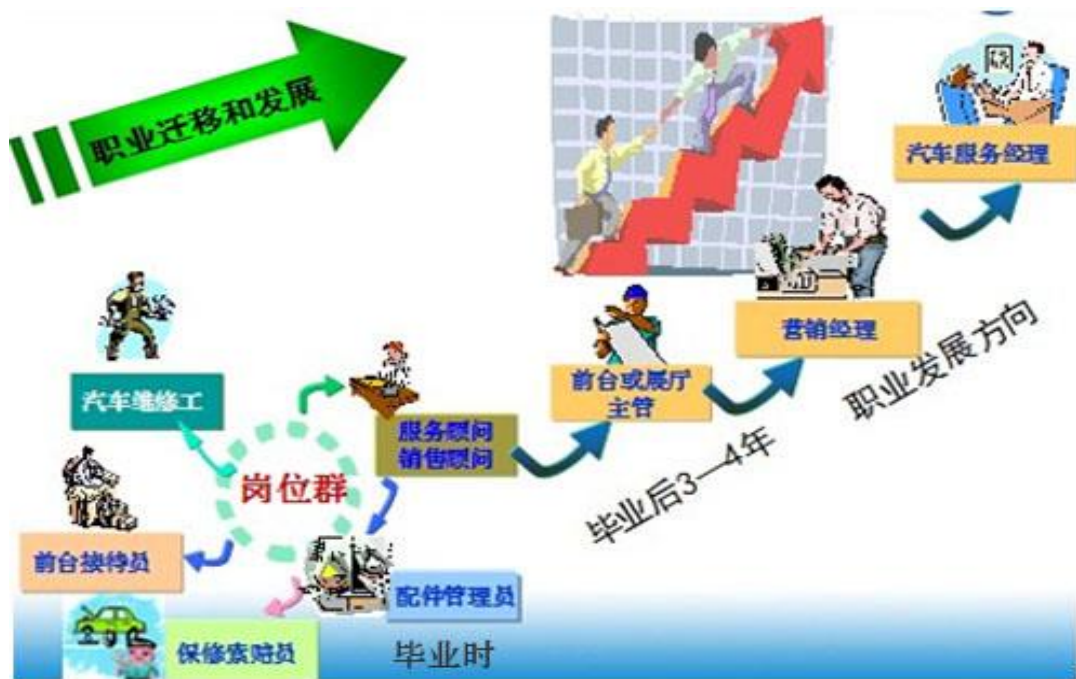 职业迁移和发展
汽车服务经理
营销经理
职业发展方向
前台或展厅
主管
毕业后3—4年
汽车维修工
服务顾问
销售顾问
岗位群
前台接待员
配件管理员
保修索赔员
毕业时